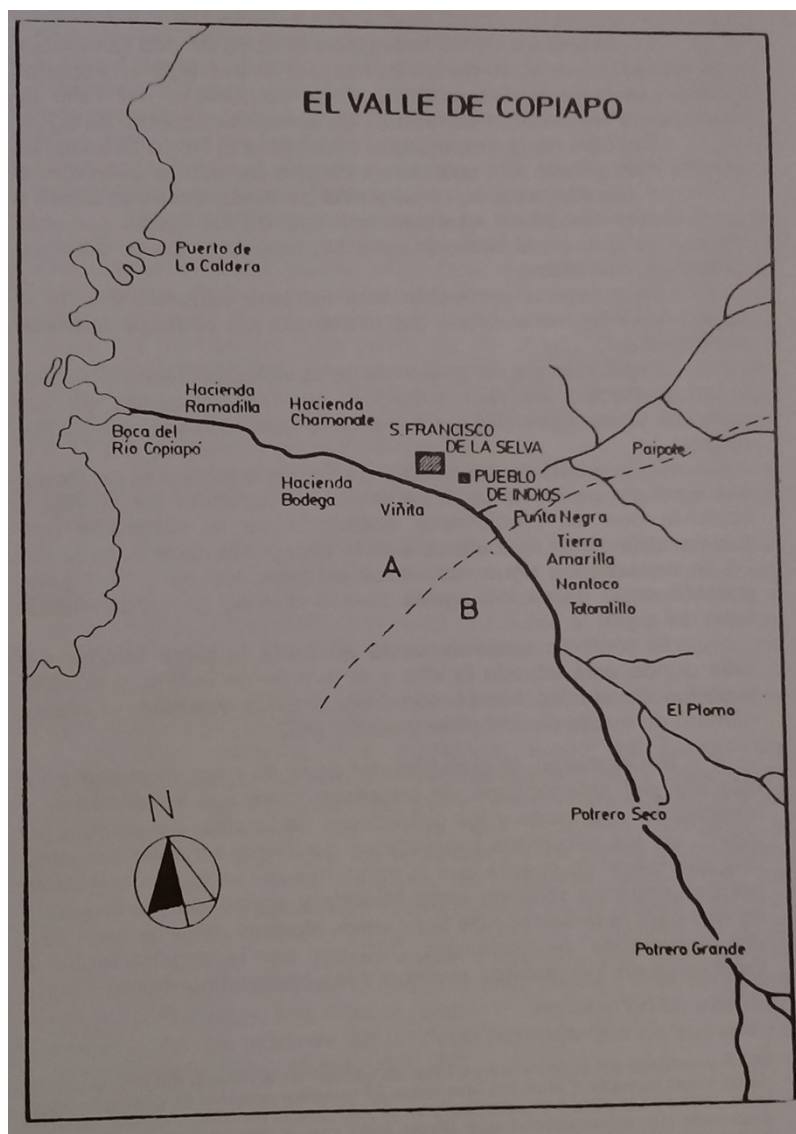 EL VALLE DE COPIAPO
Puerto de
La Caldera
Hacienda
Ramadilla
Hacienda
Chamonate
S. FRANCISCO
DE LA SELVA
Boca del
Río Copiapó
Hacienda
Bodega
Viñita
PUEBLO
DE INDIOS
Paipote
Punta Negra
Tierra
Amarilla
Nantoco
Totoralillo
A
B
El Plomo
Potrero Seco
Potrero Grande
N